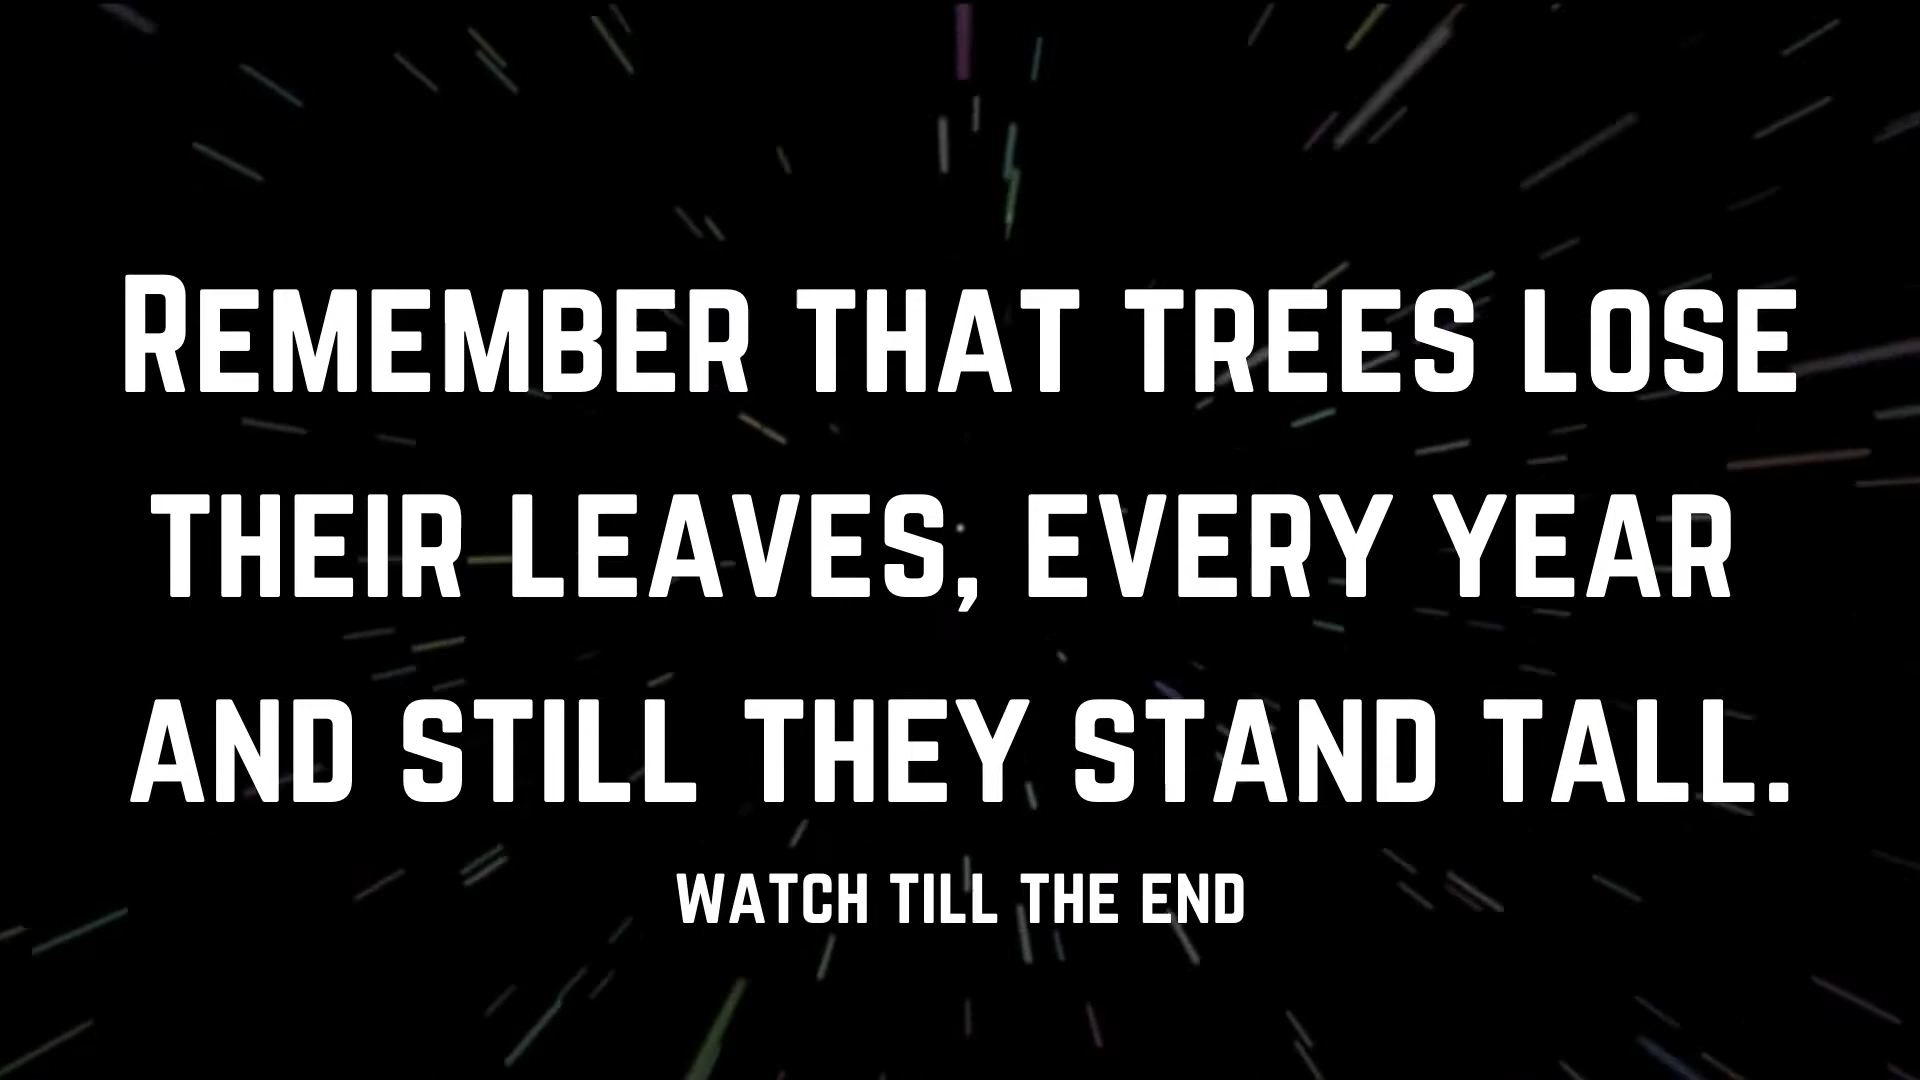 Remember that trees lose
their leaves, every year
and still they stand tall.
watch till the end